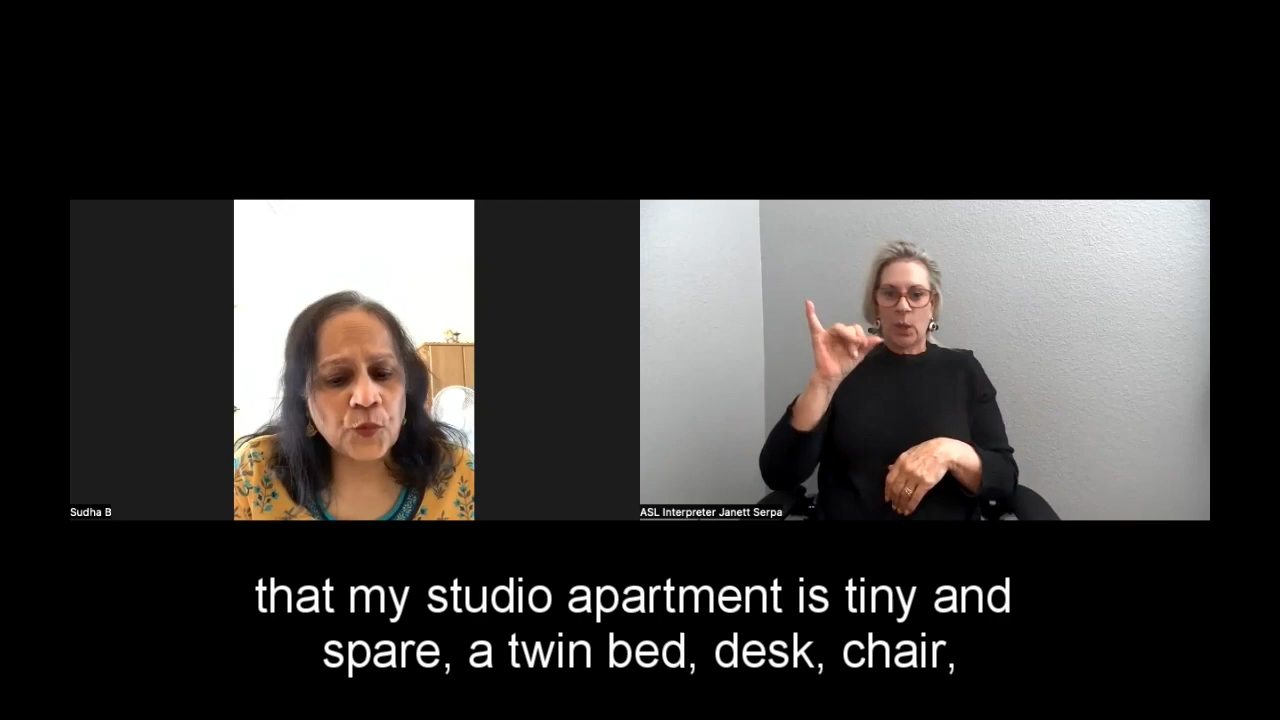 Sudha B
ASL Interpreter Janett Serpa
that my studio apartment is tiny and
spare, a twin bed, desk, chair,